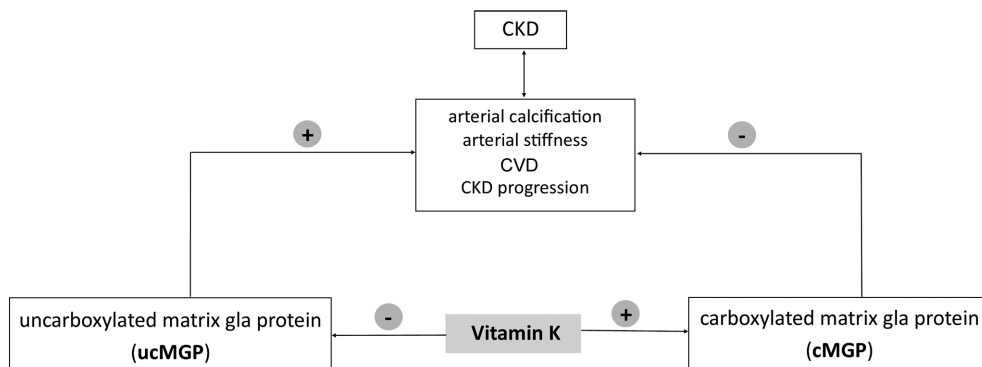 CKD
arterial calcification
arterial stiffness
CVD
CKD progression
+
-
uncarboxylated matrix gla protein
(ucMGP)
-
Vitamin K
+
carboxylated matrix gla protein
(cMGP)